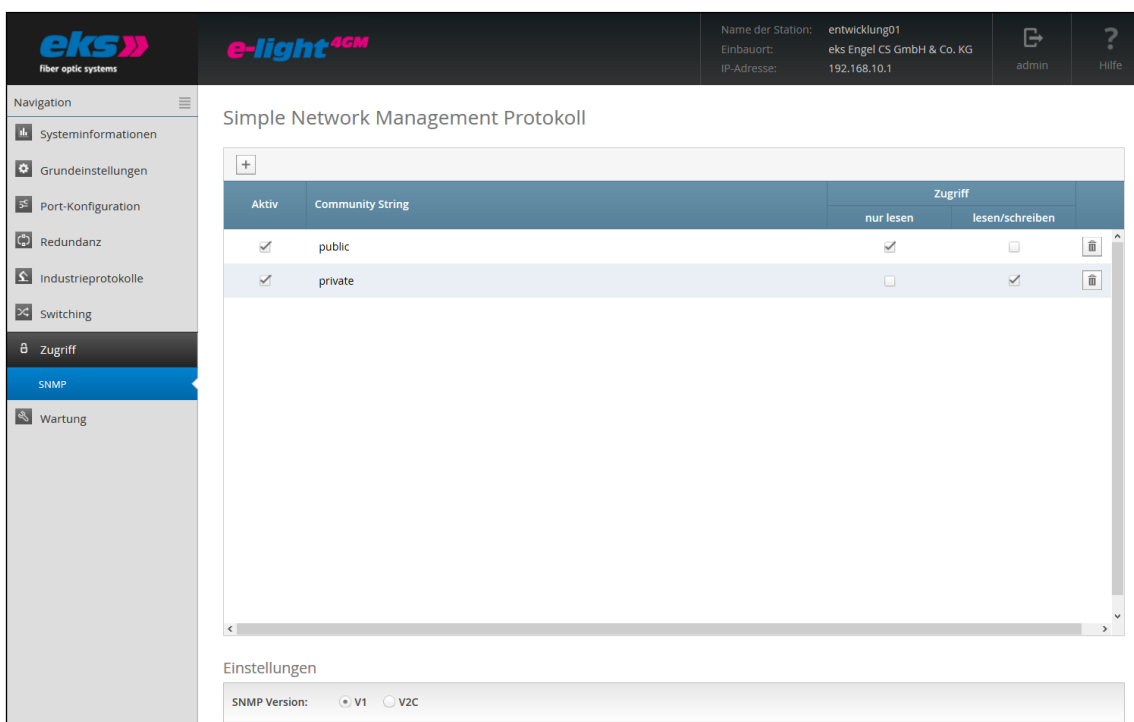 eks
fiber optic systems
e-light 4GM
Name der Station: entwicklung01
Einbauort: eks Engel CS GmbH & Co. KG
IP-Adresse: 192.168.10.1
admin
?
Hilfe
Navigation
Systeminformationen
Grundeinstellungen
Port-Konfiguration
Redundanz
Industrieprotokolle
Switching
Zugriff
SNMP
Wartung
Simple Network Management Protokoll
+
Aktiv Community String Zugriff
nur lesen lesen/schreiben
public
private
Einstellungen
SNMP Version: V1 V2C